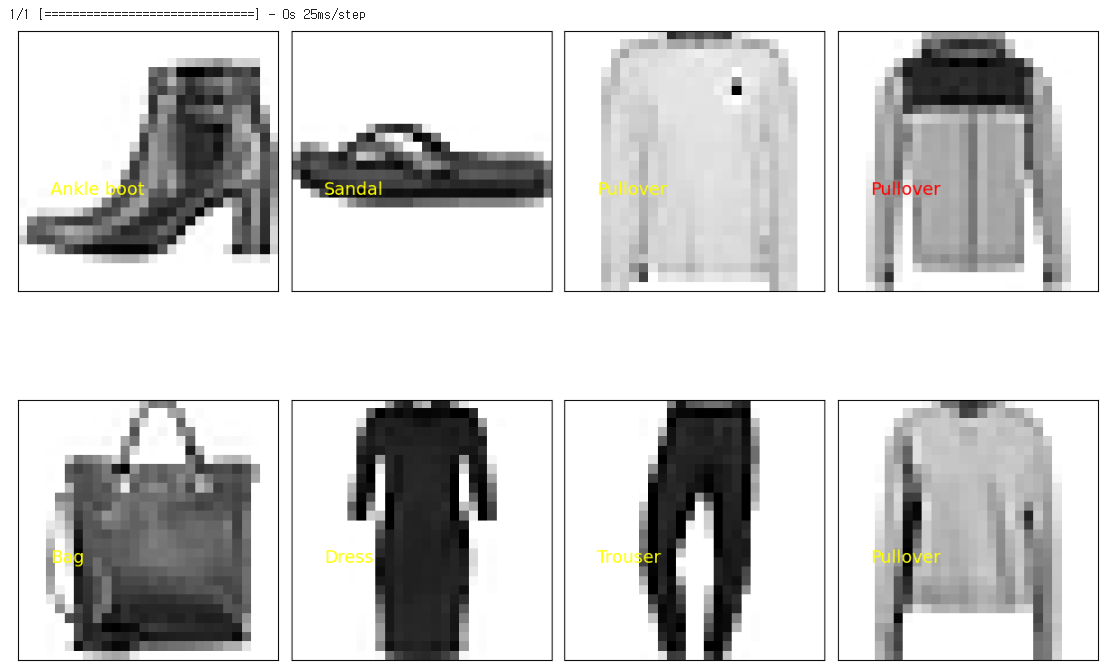 1/1 [==============================] - 0s 25ms/step
Ankle boot
Sandal
Pullover
Pullover
Bag
Dress
Trouser
Pullover